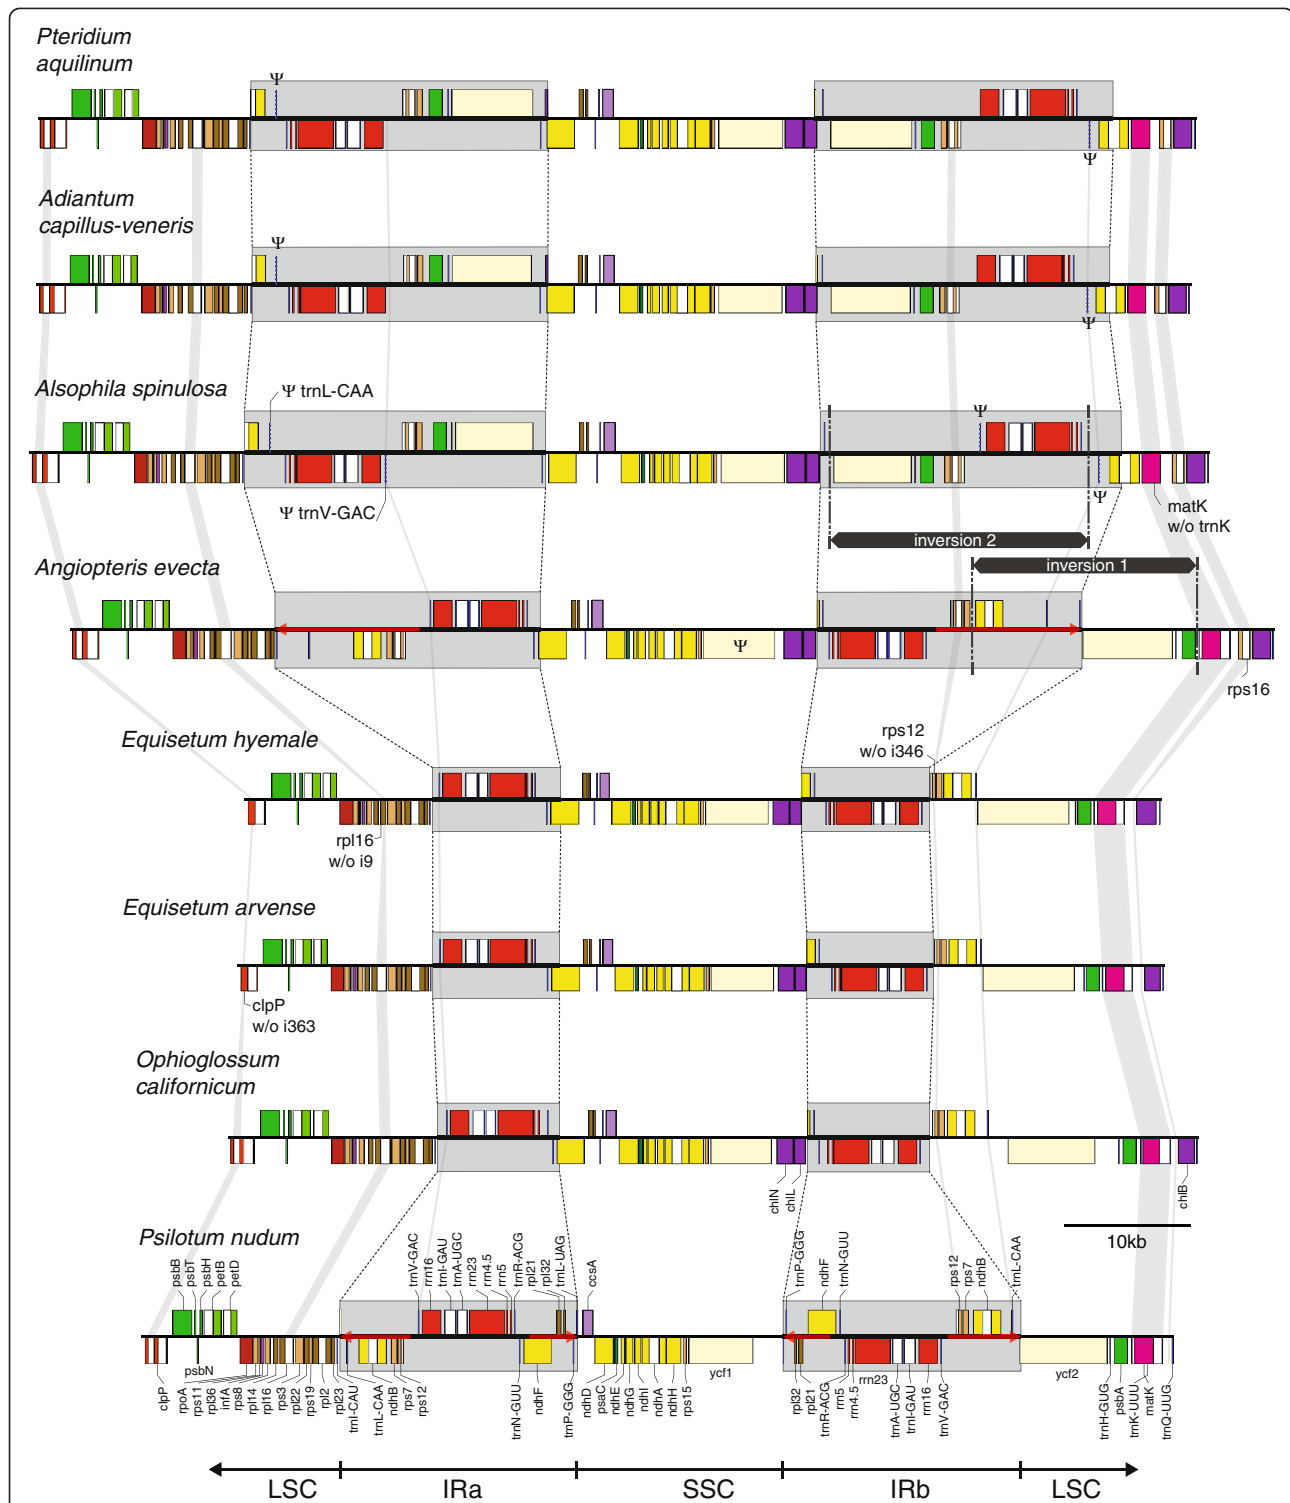 Pteridium
aquilinum
Ψ
Ψ
Adiantum
capillus-veneris
Ψ
Ψ
Alsophila spinulosa
Ψ trnL-CAA
Ψ
Ψ
Ψ trnV-GAC
matK
w/o trnK
inversion 2
inversion 1
Angiopteris evecta
Ψ
rps16
Equisetum hyemale
rps12
w/o i346
rpl16
w/o i9
Equisetum arvense
clpP
w/o i363
Ophioglossum
californicum
chlN
chlL
chlB
10kb
Psilotum nudum
psbB
psbT
psbH
petB
petD
trnV-GAC
rrn16
trnI-GAU
trnA-UGC
rrn23
rrn4.5
rrn5
trnR-ACG
rpl21
rpl32
trnL-UAG
ccsA
trnP-GGG
ndhF
trnN-GUU
rps12
rps7
ndhB
trnL-CAA
psbN
ycf1
rrn23
ycf2
clpP
rpoA
rps11
rpl36
infA
rps8
rpl14
rpl16
rps3
rpl22
rps19
rpl2
rpl23
trnI-CAU
trnL-CAA
ndhB
rps7
rps12
trnN-GUU
ndhF
trnP-GGG
ndhD
psaC
ndhE
ndhG
ndhI
ndhA
ndhH
rps15
rpl32
rpl21
trnR-ACG
rrn5
rrn4.5
trnA-UGC
trnI-GAU
rrn16
trnV-GAC
trnH-GUG
psbA
trnK-UUU
matK
trnQ-UUG
LSC
IRa
SSC
IRb
LSC